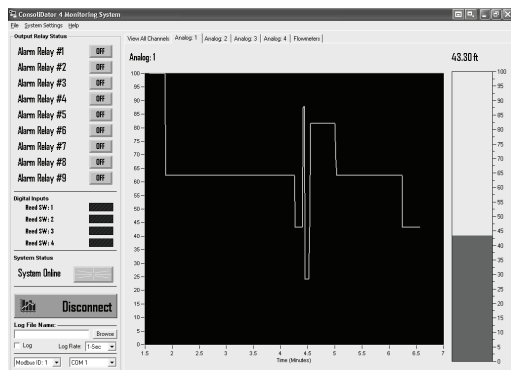 ConsoliDator 4 Monitoring System
File System Settings Help
Output Relay Status
Alarm Relay #1 OFF
Alarm Relay #2 OFF
Alarm Relay #3 OFF
Alarm Relay #4 OFF
Alarm Relay #5 OFF
Alarm Relay #6 OFF
Alarm Relay #7 OFF
Alarm Relay #8 OFF
Alarm Relay #9 OFF
Digital Inputs
Reed SW: 1
Reed SW: 2
Reed SW: 3
Reed SW: 4
System Status
System Online
Disconnect
Log File Name:
Browse
Log Log Rate: 1-Sec
Modbus ID: 1 COM 1
View All Channels Analog: 1 Analog: 2 Analog: 3 Analog: 4 Flowmeters
Analog: 1 43.30 ft
100
95
90
85
80
75
70
65
60
55
50
45
40
35
30
25
20
15
10
5
0
1.5 2 2.5 3 3.5 4 4.5 5 5.5 6 6.5 7
Time (Minutes)
100
95
90
85
80
75
70
65
60
55
50
45
40
35
30
25
20
15
10
5
0